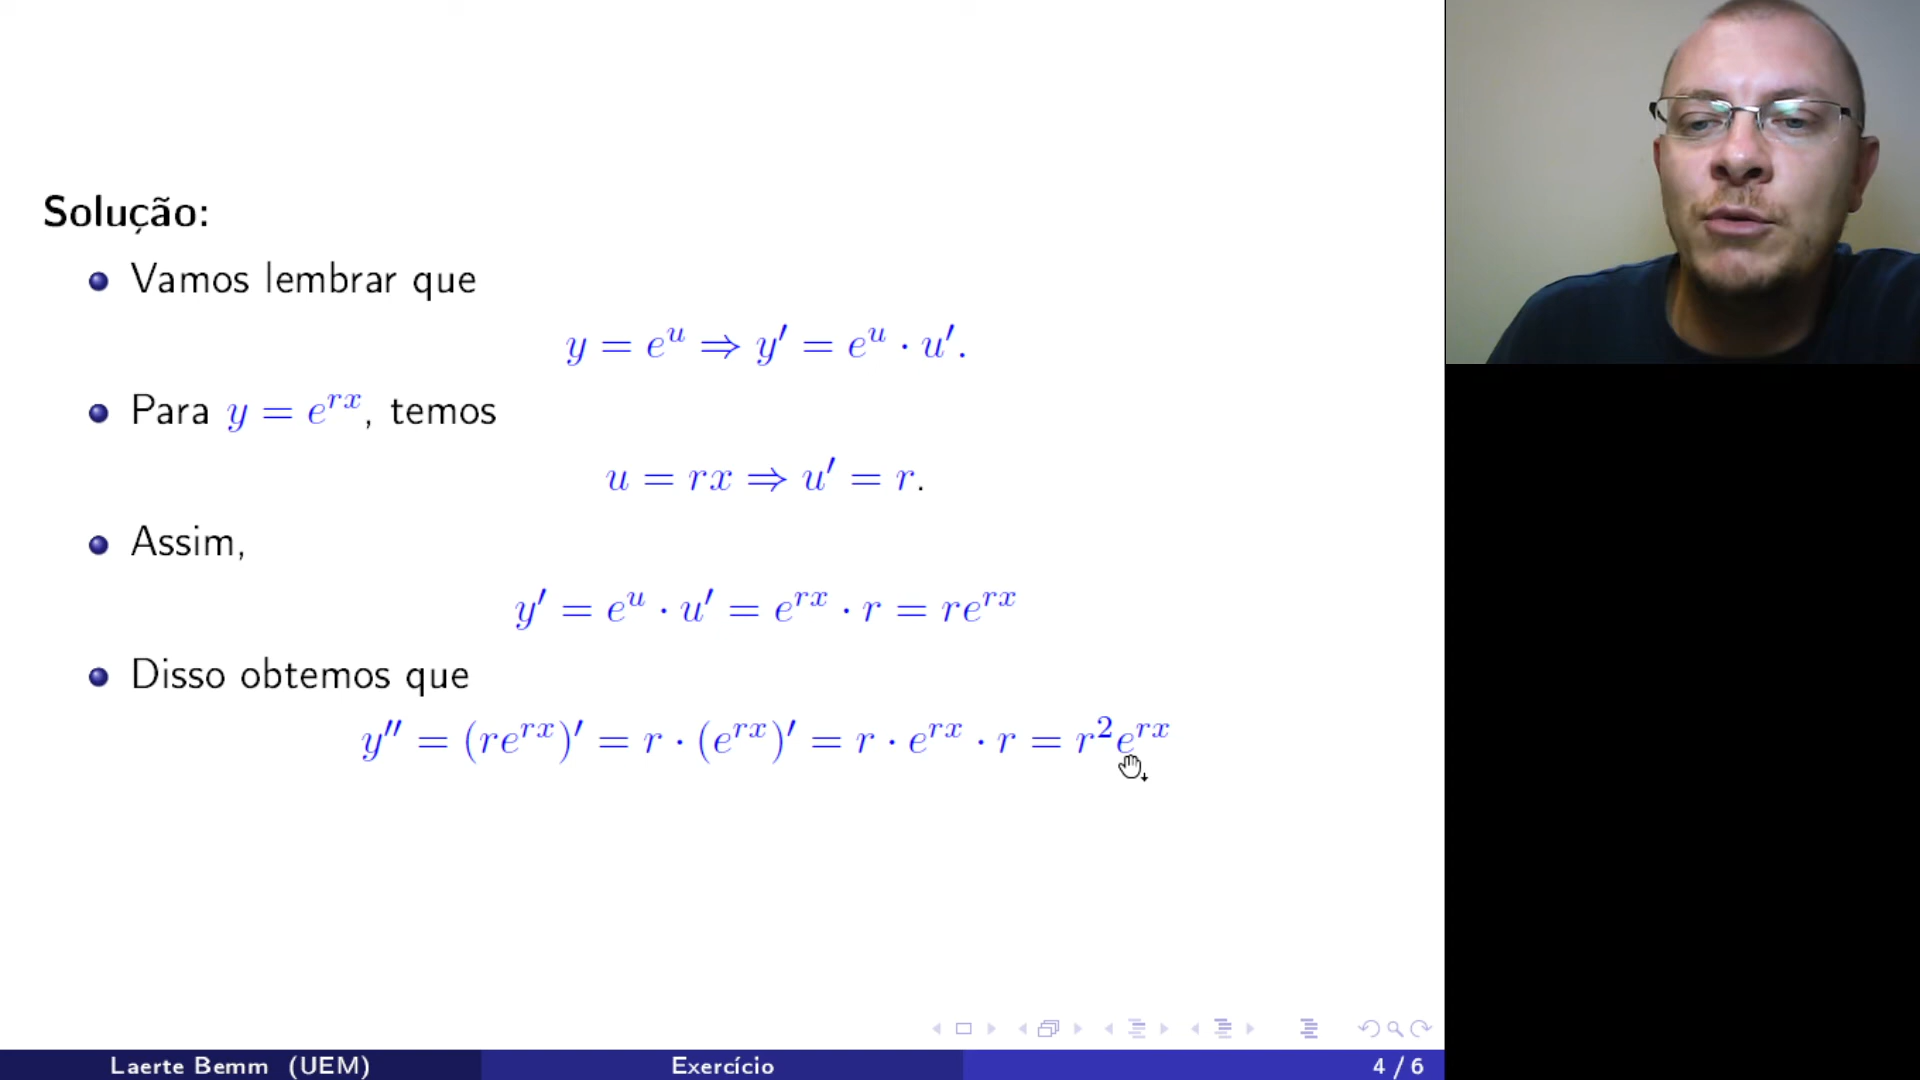 Solução:
Vamos lembrar que
y = e^u ⇒ y′ = e^u · u′.
Para y = e^{rx}, temos
u = rx ⇒ u′ = r.
Assim,
y′ = e^u · u′ = e^{rx} · r = re^{rx}
Disso obtemos que
y″ = (re^{rx})′ = r · (e^{rx})′ = r · e^{rx} · r = r²e^{rx}
Laerte Bemm (UEM) Exercício 4 / 6